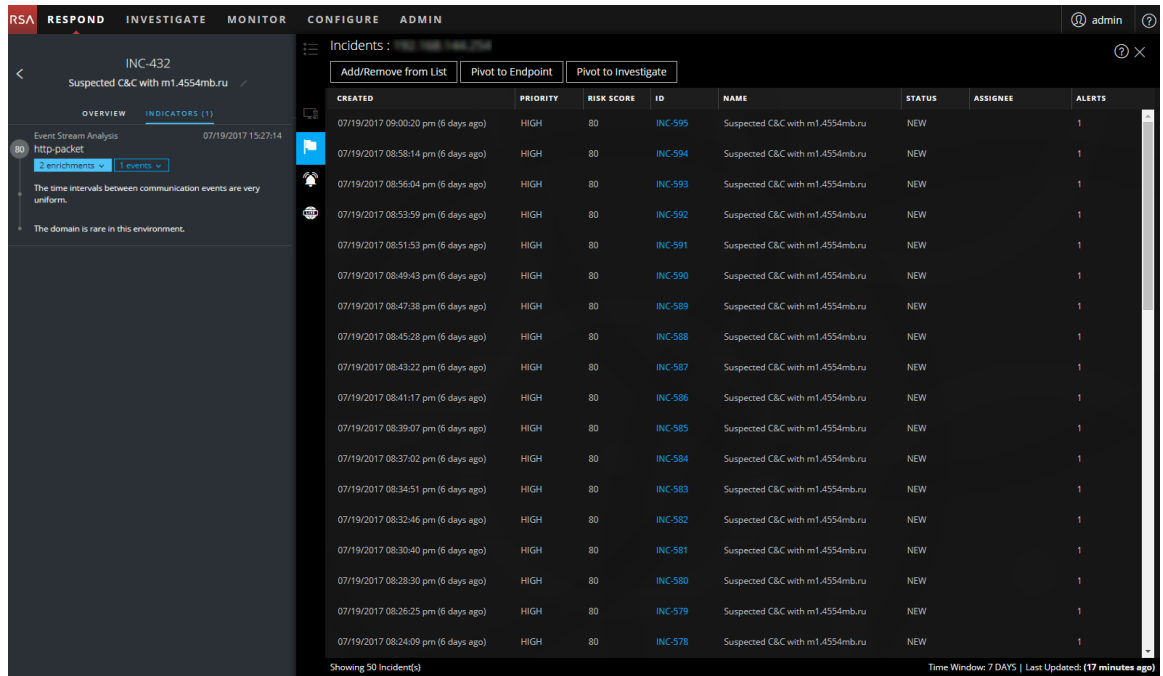 RSA RESPOND INVESTIGATE MONITOR CONFIGURE ADMIN admin ?
INC-432
Suspected C&C with m1.4554mb.ru
OVERVIEW INDICATORS (1)
Event Stream Analysis 07/19/2017 15:27:14
80 http-packet
2 enrichments 1 events
The time intervals between communication events are very
uniform.
The domain is rare in this environment.
Incidents :
Add/Remove from List Pivot to Endpoint Pivot to Investigate
CREATED PRIORITY RISK SCORE ID NAME STATUS ASSIGNEE ALERTS
07/19/2017 09:00:20 pm (6 days ago) HIGH 80 INC-595 Suspected C&C with m1.4554mb.ru NEW 1
07/19/2017 08:58:14 pm (6 days ago) HIGH 80 INC-594 Suspected C&C with m1.4554mb.ru NEW 1
07/19/2017 08:56:04 pm (6 days ago) HIGH 80 INC-593 Suspected C&C with m1.4554mb.ru NEW 1
07/19/2017 08:53:59 pm (6 days ago) HIGH 80 INC-592 Suspected C&C with m1.4554mb.ru NEW 1
07/19/2017 08:51:53 pm (6 days ago) HIGH 80 INC-591 Suspected C&C with m1.4554mb.ru NEW 1
07/19/2017 08:49:43 pm (6 days ago) HIGH 80 INC-590 Suspected C&C with m1.4554mb.ru NEW 1
07/19/2017 08:47:38 pm (6 days ago) HIGH 80 INC-589 Suspected C&C with m1.4554mb.ru NEW 1
07/19/2017 08:45:28 pm (6 days ago) HIGH 80 INC-588 Suspected C&C with m1.4554mb.ru NEW 1
07/19/2017 08:43:22 pm (6 days ago) HIGH 80 INC-587 Suspected C&C with m1.4554mb.ru NEW 1
07/19/2017 08:41:17 pm (6 days ago) HIGH 80 INC-586 Suspected C&C with m1.4554mb.ru NEW 1
07/19/2017 08:39:07 pm (6 days ago) HIGH 80 INC-585 Suspected C&C with m1.4554mb.ru NEW 1
07/19/2017 08:37:02 pm (6 days ago) HIGH 80 INC-584 Suspected C&C with m1.4554mb.ru NEW 1
07/19/2017 08:34:51 pm (6 days ago) HIGH 80 INC-583 Suspected C&C with m1.4554mb.ru NEW 1
07/19/2017 08:32:46 pm (6 days ago) HIGH 80 INC-582 Suspected C&C with m1.4554mb.ru NEW 1
07/19/2017 08:30:40 pm (6 days ago) HIGH 80 INC-581 Suspected C&C with m1.4554mb.ru NEW 1
07/19/2017 08:28:30 pm (6 days ago) HIGH 80 INC-580 Suspected C&C with m1.4554mb.ru NEW 1
07/19/2017 08:26:25 pm (6 days ago) HIGH 80 INC-579 Suspected C&C with m1.4554mb.ru NEW 1
07/19/2017 08:24:09 pm (6 days ago) HIGH 80 INC-578 Suspected C&C with m1.4554mb.ru NEW 1
Showing 50 Incident(s) Time Window: 7 DAYS | Last Updated: (17 minutes ago)